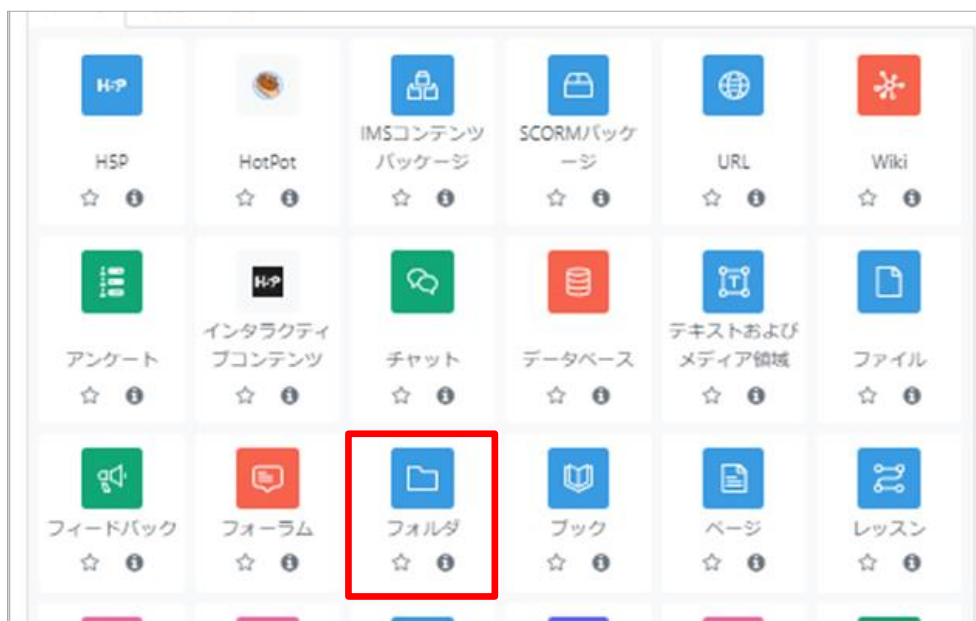 H5P
H5P
HotPot
IMSコンテンツ
パッケージ
SCORMパッケ
ージ
URL
Wiki
アンケート
H5P
インタラクティ
ブコンテンツ
チャット
データベース
T
テキストおよび
メディア領域
ファイル
フィードバック
フォーラム
フォルダ
ブック
ページ
レッスン